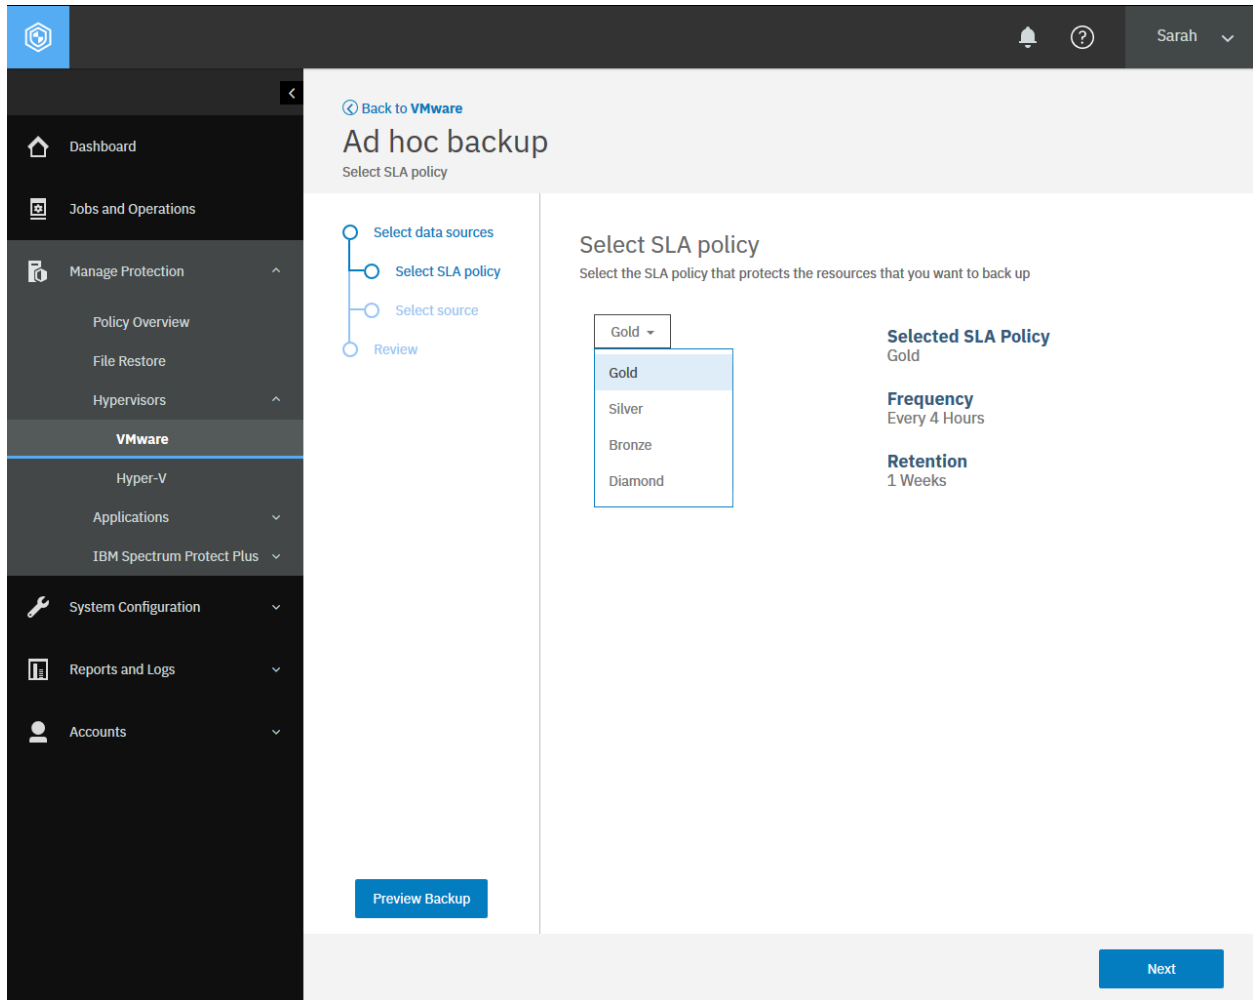 Sarah
Dashboard
Jobs and Operations
Manage Protection
Policy Overview
File Restore
Hypervisors
VMware
Hyper-V
Applications
IBM Spectrum Protect Plus
System Configuration
Reports and Logs
Accounts
Back to VMware
Ad hoc backup
Select SLA policy
Select data sources
Select SLA policy
Select source
Review
Preview Backup
Select SLA policy
Select the SLA policy that protects the resources that you want to back up
Gold
Gold
Silver
Bronze
Diamond
Selected SLA Policy
Gold
Frequency
Every 4 Hours
Retention
1 Weeks
Next